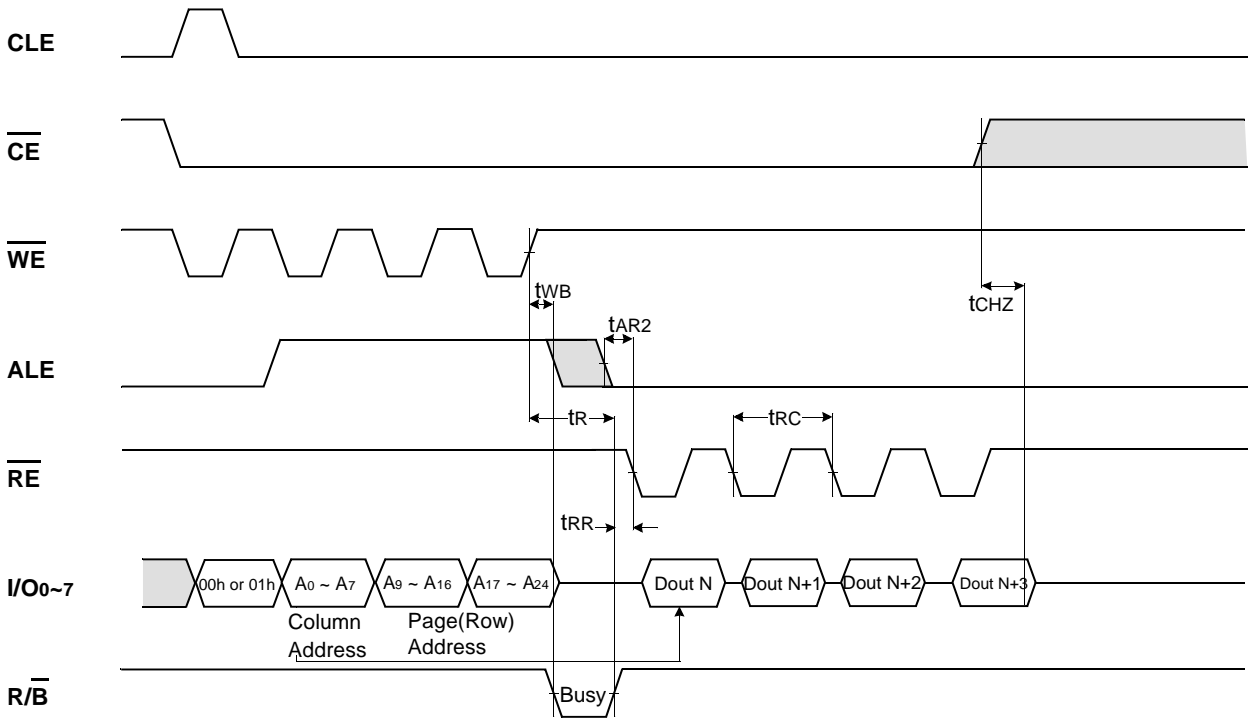 CLE
CE
WE
tWB
tCHZ
tAR2
ALE
tR
tRC
RE
tRR
I/O0~7
00h or 01h
A0 ~ A7
A9 ~ A16
A17 ~ A24
Dout N
Dout N+1
Dout N+2
Dout N+3
Column
Address
Page(Row)
Address
R/B
Busy